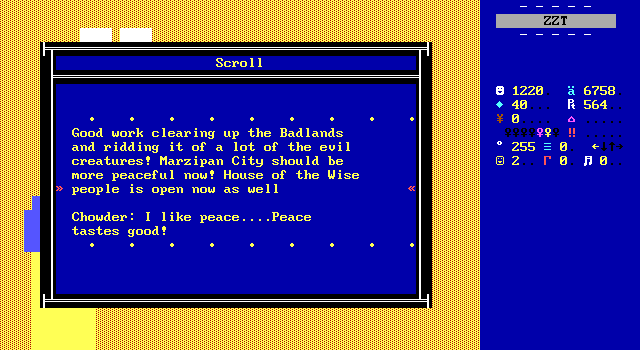 ZZT
Scroll
1220 6758
40 564
0
255 0
2 0 0
Good work clearing up the Badlands
and ridding it of a lot of the evil
creatures! Marzipan City should be
more peaceful now! House of the Wise
people is open now as well
Chowder: I like peace....Peace
tastes good!